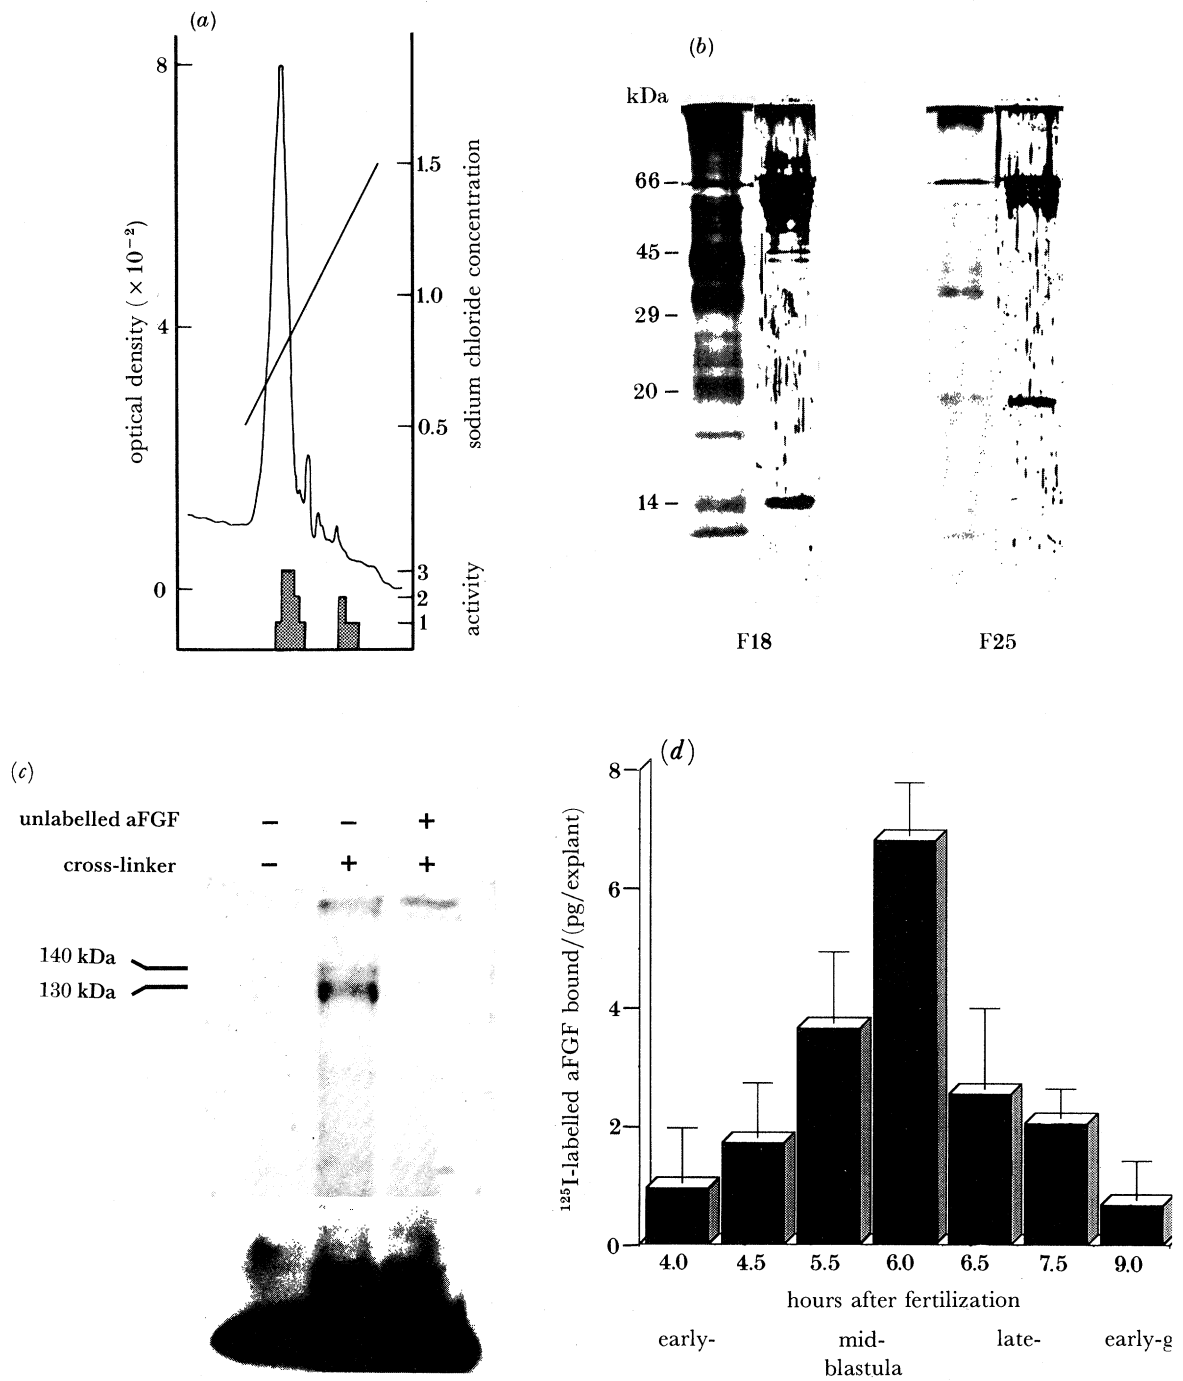 (a)
8
4
0
optical density (×10⁻²)
1.5
1.0
0.5
sodium chloride concentration
3
2
1
activity
(b)
kDa
66
45
29
20
14
F18 F25
(c)
unlabelled aFGF − − +
cross-linker − + +
140 kDa
130 kDa
(d)
8
6
4
2
0
¹²⁵I-labelled aFGF bound/(pg/explant)
4.0 4.5 5.5 6.0 6.5 7.5 9.0
hours after fertilization
early- mid- late- early-g
blastula